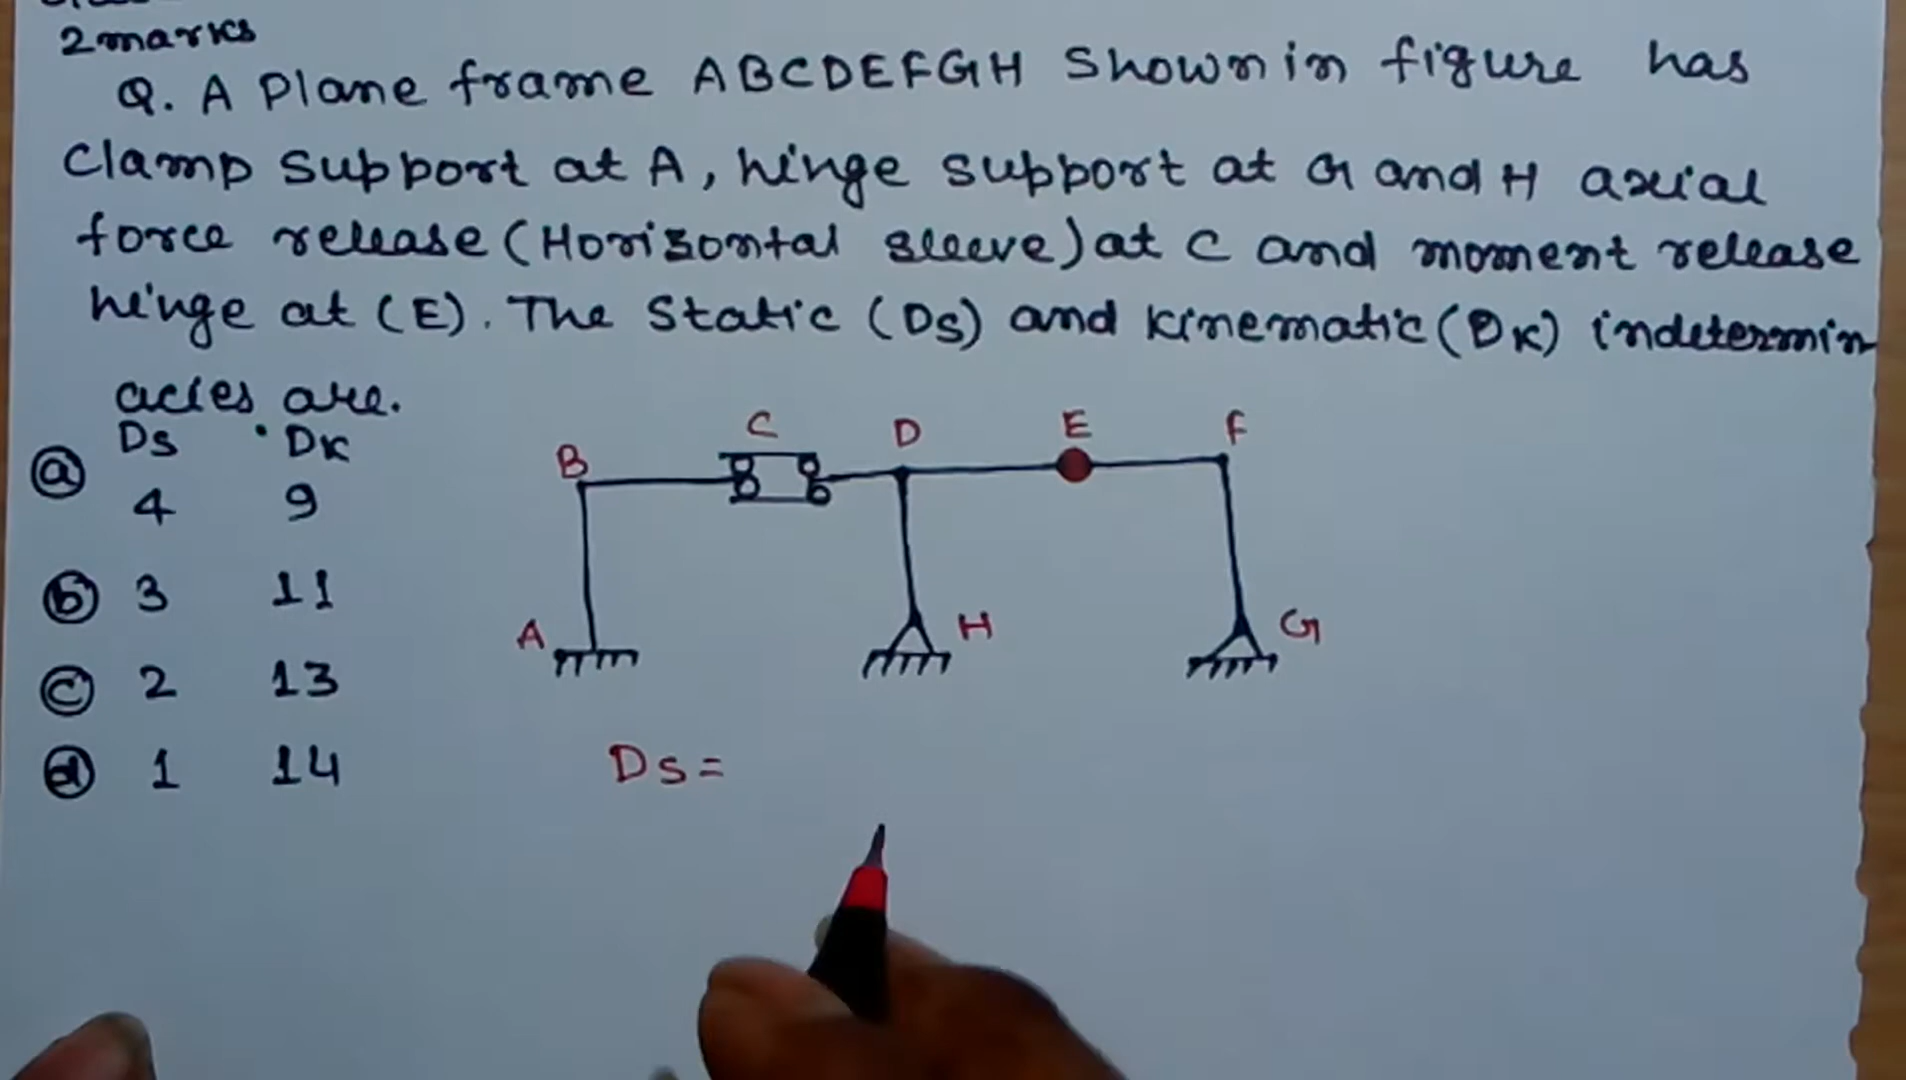 2 marks
Q. A Plane frame ABCDEFGH Shown in figure has
Clamp support at A, hinge support at G and H axial
force release (Horizontal sleeve) at C and moment release
hinge at (E). The Static (Ds) and kinematic (DK) indetermin
acies are.
Ds DK
(a) 4 9
(b) 3 11
(c) 2 13
(d) 1 14
B C D E F
A H G
Ds =